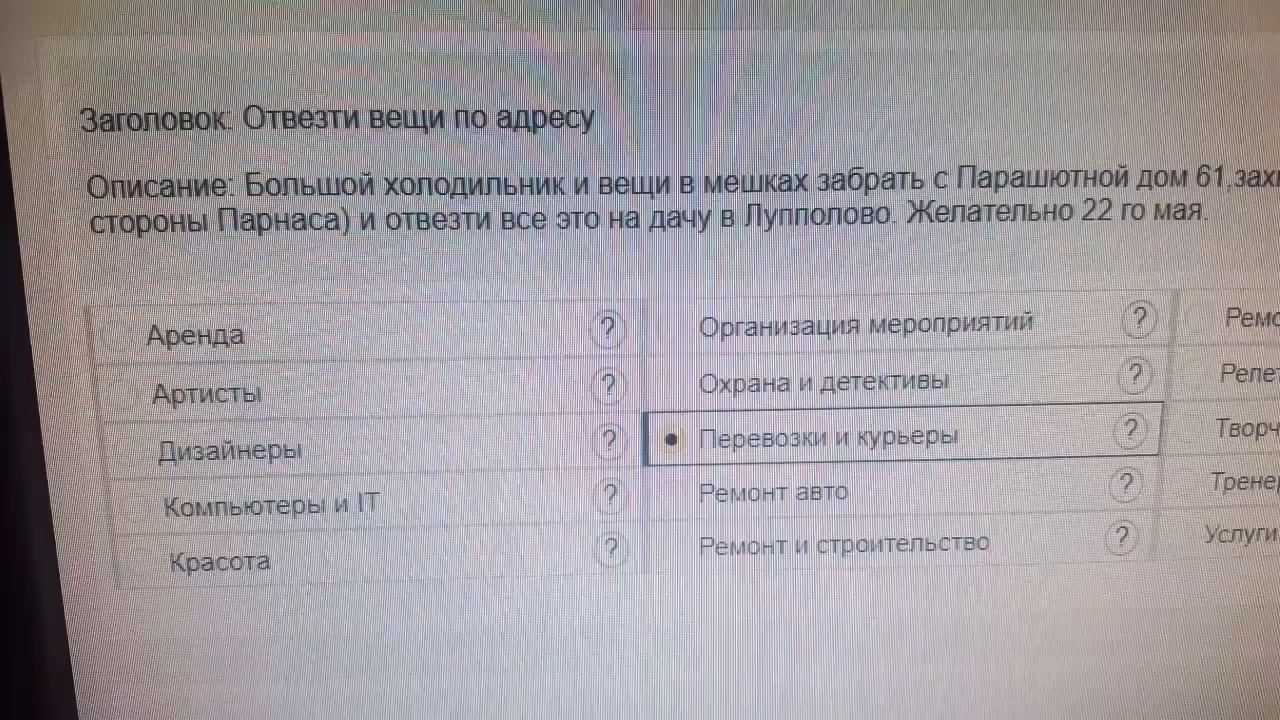 Заголовок: Отвезти вещи по адресу
Описание: Большой холодильник и вещи в мешках забрать с Парашютной дом 61,
стороны Парнаса) и отвезти все это на дачу в Лупполово. Желательно 22 го мая.
Аренда ? Организация мероприятий ?
Артисты ? Охрана и детективы ?
Дизайнеры ? Перевозки и курьеры ?
Компьютеры и IT ? Ремонт авто ?
Красота ? Ремонт и строительство ? Услуги